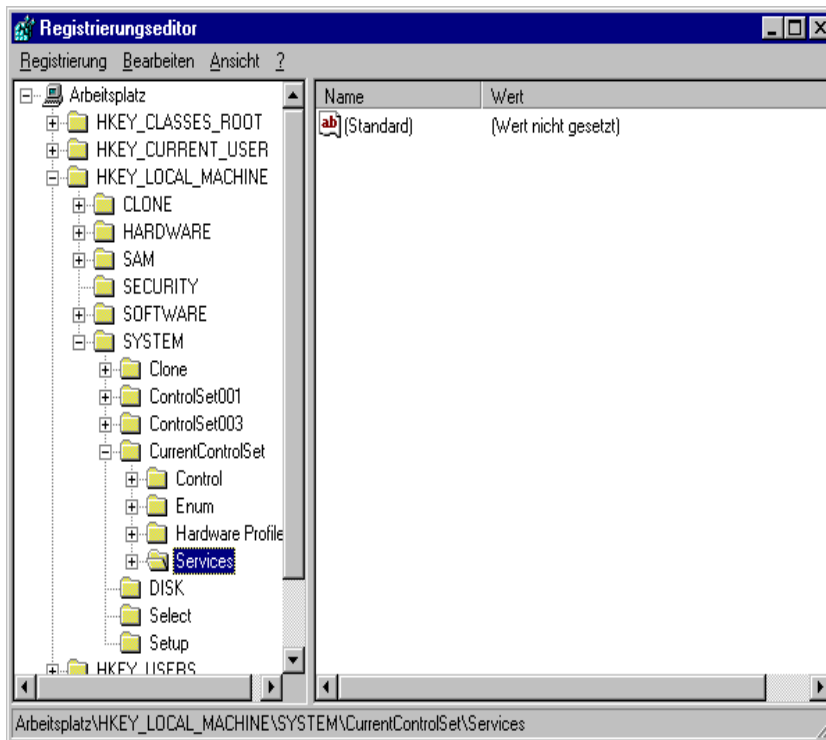 Registrierungseditor
Registrierung Bearbeiten Ansicht ?
Arbeitsplatz
HKEY_CLASSES_ROOT
HKEY_CURRENT_USER
HKEY_LOCAL_MACHINE
CLONE
HARDWARE
SAM
SECURITY
SOFTWARE
SYSTEM
Clone
ControlSet001
ControlSet003
CurrentControlSet
Control
Enum
Hardware Profile
Services
DISK
Select
Setup
HKEY_USERS
Name Wert
ab (Standard) (Wert nicht gesetzt)
Arbeitsplatz\HKEY_LOCAL_MACHINE\SYSTEM\CurrentControlSet\Services